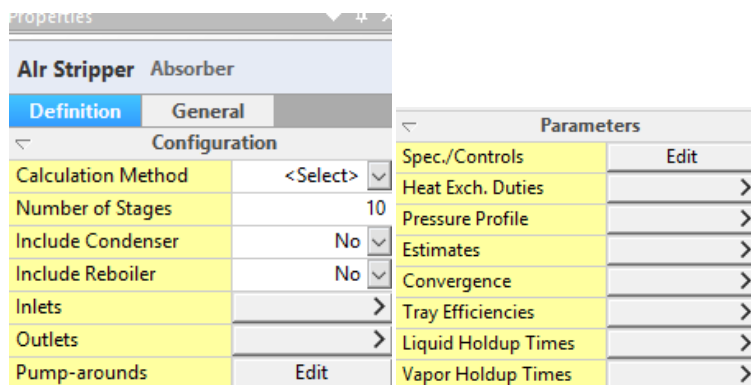 Properties
AIr Stripper Absorber
Definition General
Configuration
Calculation Method <Select>
Number of Stages 10
Include Condenser No
Include Reboiler No
Inlets
Outlets
Pump-arounds Edit
Parameters
Spec./Controls Edit
Heat Exch. Duties
Pressure Profile
Estimates
Convergence
Tray Efficiencies
Liquid Holdup Times
Vapor Holdup Times